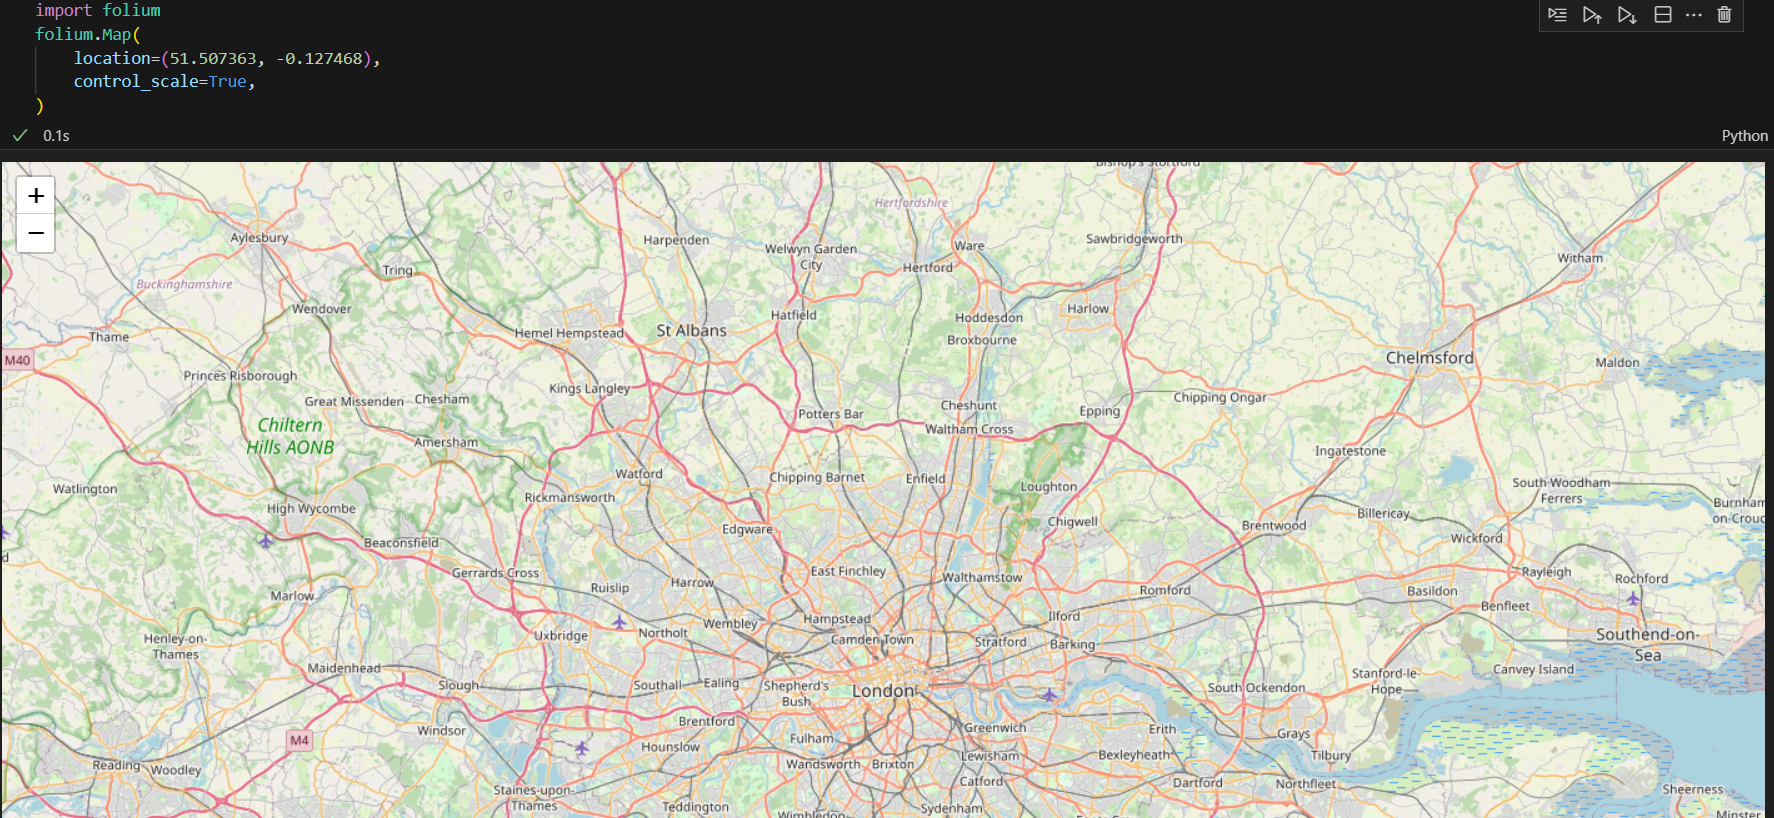 import folium
folium.Map(
location=(51.507363, -0.127468),
control_scale=True,
)
0.1s
Python
+
−
Bishop's Stortford
Hertfordshire
Aylesbury
Harpenden
Welwyn Garden
City
Ware
Sawbridgeworth
Witham
Tring
Hertford
Buckinghamshire
Wendover
Hatfield
Hoddesdon
Harlow
Thame
Hemel Hempstead
St Albans
Broxbourne
M40
Chelmsford
Maldon
Princes Risborough
Kings Langley
Great Missenden
Chesham
Chipping Ongar
Cheshunt
Epping
Potters Bar
Waltham Cross
Chiltern
Hills AONB
Amersham
Ingatestone
Watford
Chipping Barnet
Enfield
Loughton
Watlington
Rickmansworth
South Woodham
Ferrers
High Wycombe
Burnham-
on-Crouc
Billericay
Chigwell
Brentwood
Edgware
Wickford
Beaconsfield
d
Gerrards Cross
East Finchley
Walthamstow
Rayleigh
Rochford
Harrow
Ruislip
Romford
Basildon
Marlow
Benfleet
Hampstead
Ilford
Wembley
Northolt
Uxbridge
Camden Town
Stratford
Barking
Southend-on-
Sea
Henley-on-
Thames
Maidenhead
Canvey Island
Stanford-le-
Hope
Slough
Southall
Ealing
Shepherd's
Bush
London
South Ockendon
Windsor
Brentford
Greenwich
Erith
Grays
M4
Fulham
Hounslow
Lewisham
Bexleyheath
Tilbury
Reading
Woodley
Wandsworth
Brixton
Catford
Dartford
Northfleet
Staines-upon-
Thames
Sheerness
Teddington
Sydenham
Wimbledon
Minster